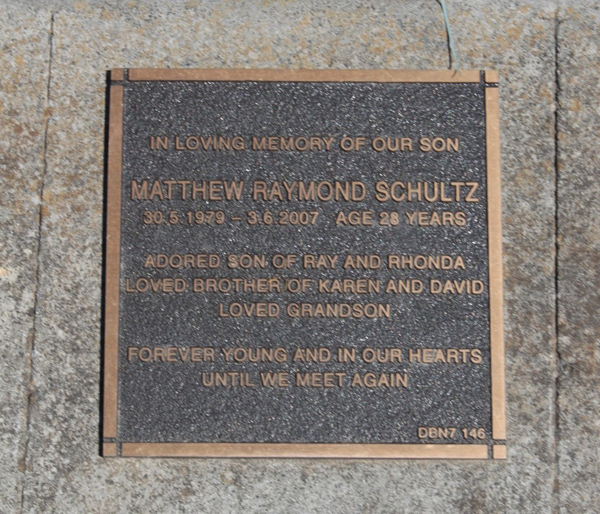 IN LOVING MEMORY OF OUR SON
MATTHEW RAYMOND SCHULTZ
30.5.1979 - 3.6.2007 AGE 28 YEARS
ADORED SON OF RAY AND RHONDA
LOVED BROTHER OF KAREN AND DAVID
LOVED GRANDSON
FOREVER YOUNG AND IN OUR HEARTS
UNTIL WE MEET AGAIN
DBN7 146